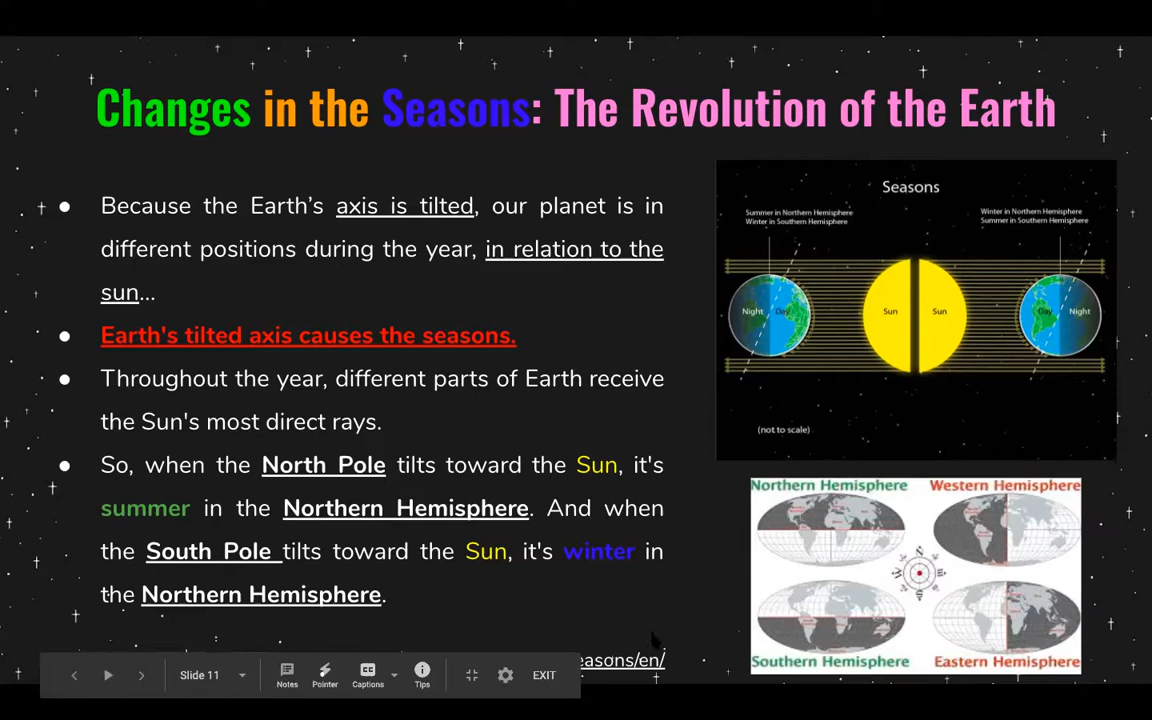 Changes in the Seasons: The Revolution of the Earth
● Because the Earth's axis is tilted, our planet is in
different positions during the year, in relation to the
sun...
● Earth's tilted axis causes the seasons.
● Throughout the year, different parts of Earth receive
the Sun's most direct rays.
● So, when the North Pole tilts toward the Sun, it's
summer in the Northern Hemisphere. And when
the South Pole tilts toward the Sun, it's winter in
the Northern Hemisphere.
easons/en/
Seasons
Summer in Northern Hemisphere
Winter in Southern Hemisphere
Winter in Northern Hemisphere
Summer in Southern Hemisphere
Night Day Sun Sun Day Night
(not to scale)
Northern Hemisphere Western Hemisphere
N
W E
Southern Hemisphere Eastern Hemisphere
Slide 11 Notes Pointer Captions Tips EXIT